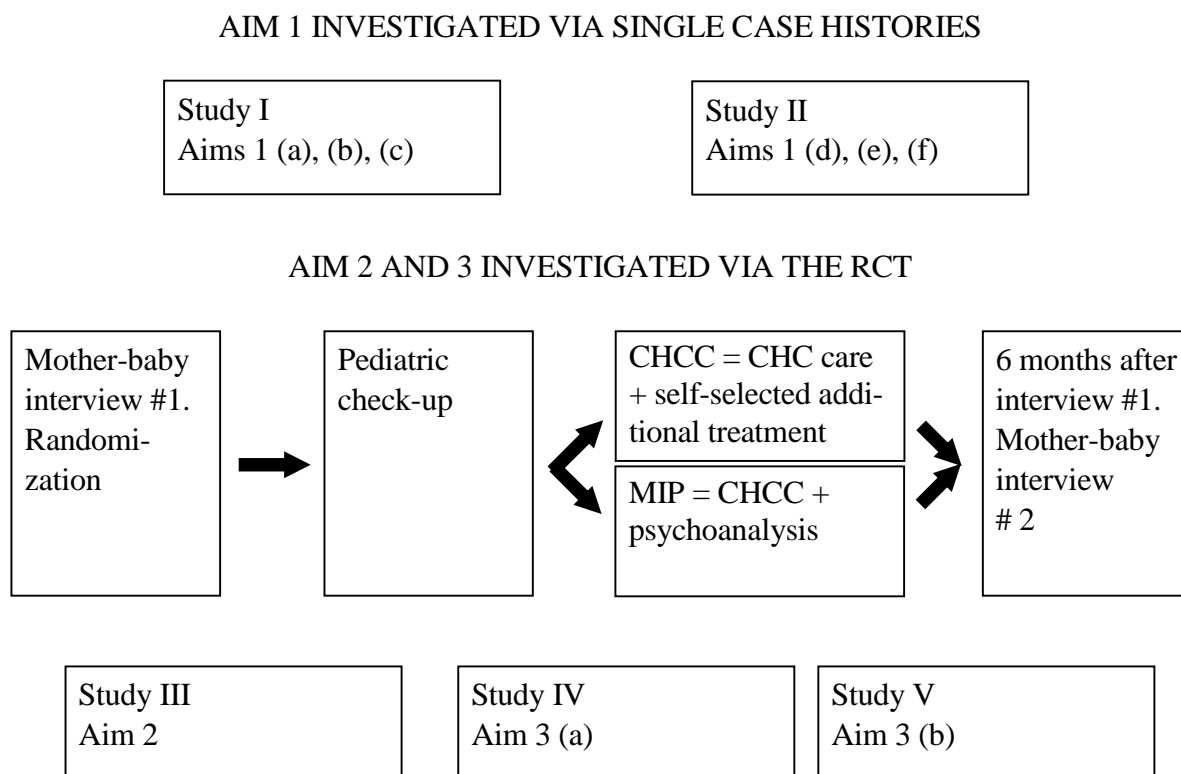 AIM 1 INVESTIGATED VIA SINGLE CASE HISTORIES
Study I
Aims 1 (a), (b), (c)
Study II
Aims 1 (d), (e), (f)
AIM 2 AND 3 INVESTIGATED VIA THE RCT
Mother-baby
interview #1.
Randomi-
zation
Pediatric
check-up
CHCC = CHC care
+ self-selected addi-
tional treatment
MIP = CHCC +
psychoanalysis
6 months after
interview #1.
Mother-baby
interview
# 2
Study III
Aim 2
Study IV
Aim 3 (a)
Study V
Aim 3 (b)